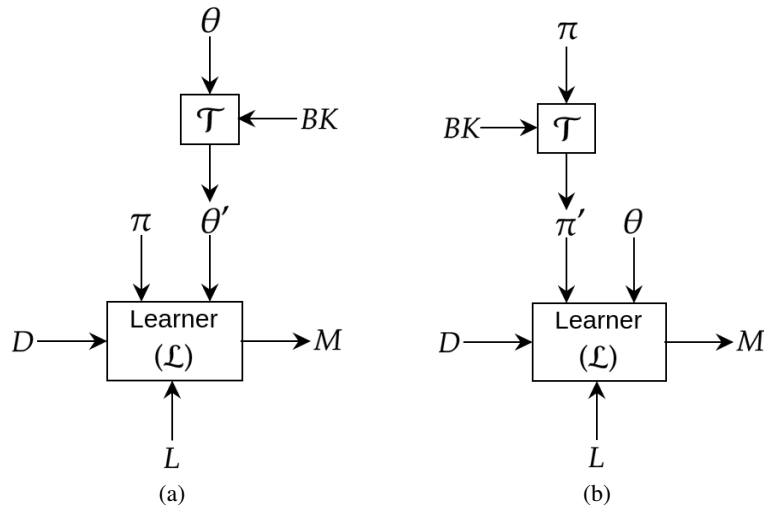 θ
𝒯
BK
π
θ′
Learner
(𝓛)
D
M
L
(a)
π
BK
𝒯
π′
θ
Learner
(𝓛)
D
M
L
(b)